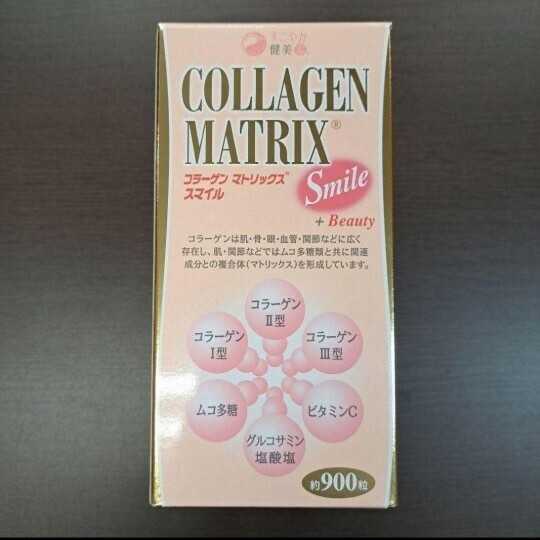 すこやか
健美
COLLAGEN
MATRIX®
コラーゲン マトリックス®
スマイル
Smile
+ Beauty
コラーゲンは肌・骨・眼・血管・関節などに広く
存在し、肌・関節などではムコ多糖類と共に関連
成分との複合体(マトリックス)を形成しています。
コラーゲン
II型
コラーゲン
I型
コラーゲン
III型
ムコ多糖
ビタミンC
グルコサミン
塩酸塩
約900粒